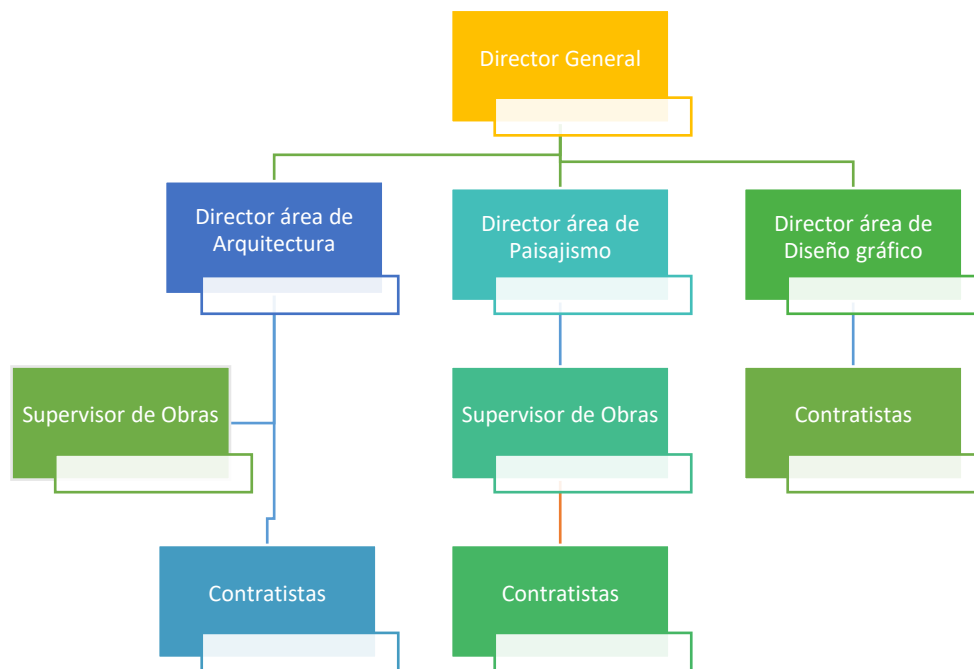 Director General
Director área de
Arquitectura
Director área de
Paisajismo
Director área de
Diseño gráfico
Supervisor de Obras
Supervisor de Obras
Contratistas
Contratistas
Contratistas